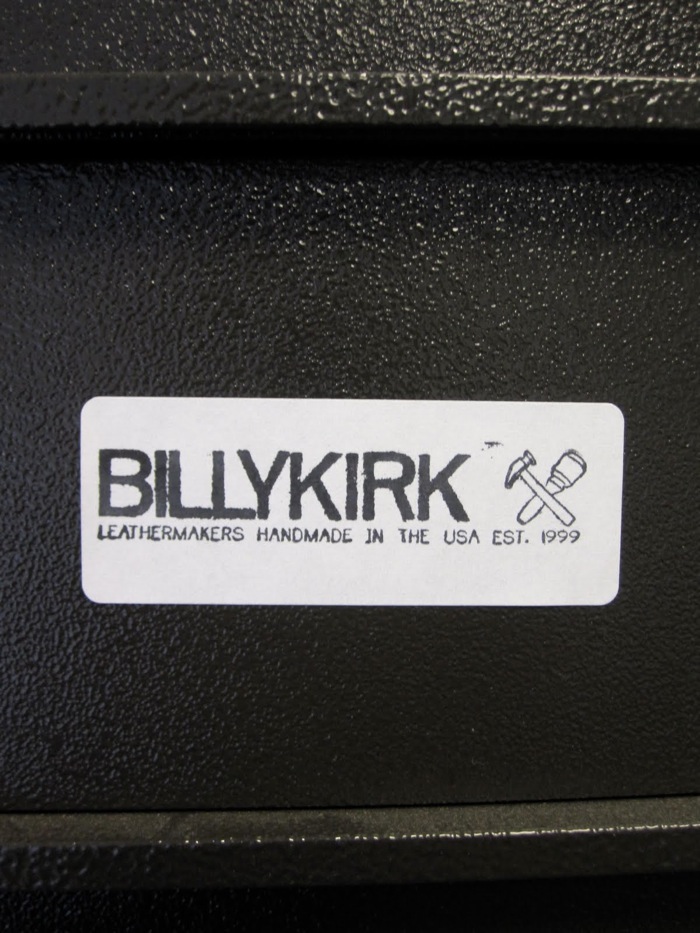 BILLYKIRK
LEATHERMAKERS HANDMADE IN THE USA EST. 1999